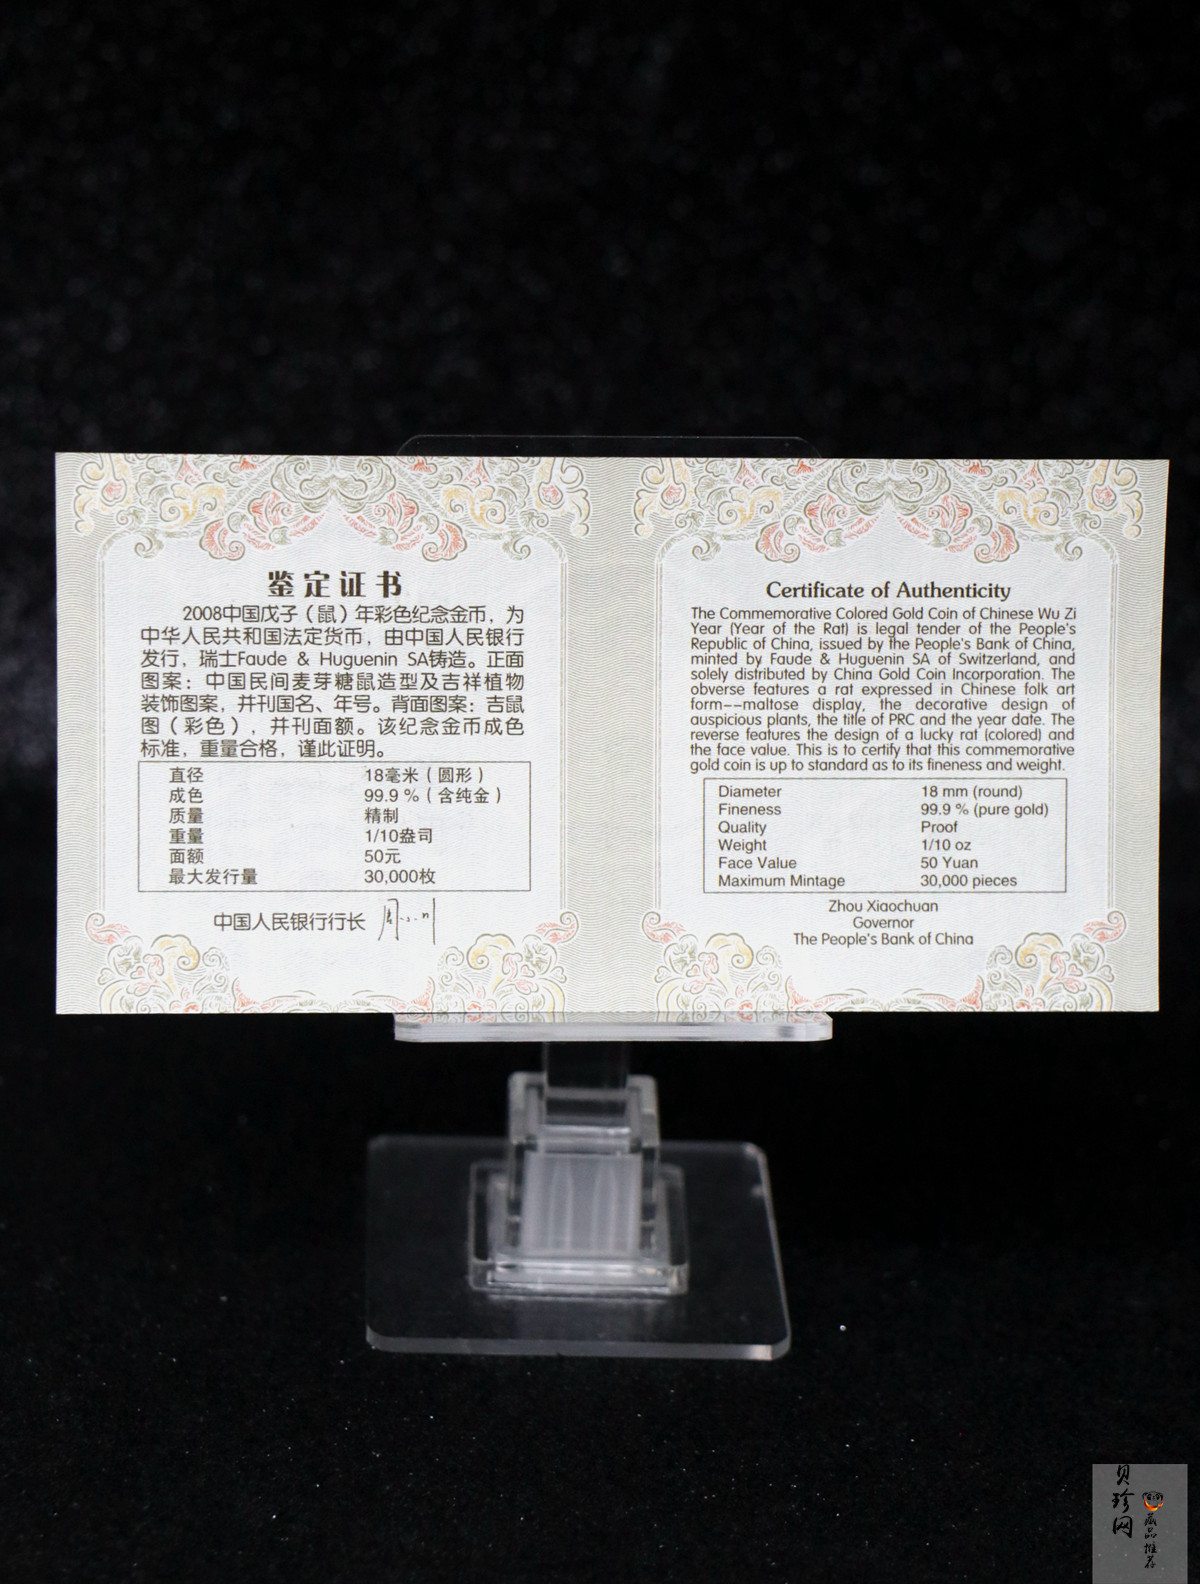 鉴定证书
2008中国戊子（鼠）年彩色纪念金币，为
中华人民共和国法定货币，由中国人民银行
发行，瑞士Faude & Huguenin SA铸造。正面
图案：中国民间麦芽糖鼠造型及吉祥植物
装饰图案，并刊国名、年号。背面图案：吉鼠
图（彩色），并刊面额。该纪念金币成色
标准，重量合格，谨此证明。
直径 18毫米（圆形）
成色 99.9 %（含纯金）
质量 精制
重量 1/10盎司
面额 50元
最大发行量 30,000枚
中国人民银行行长 周小川
Certificate of Authenticity
The Commemorative Colored Gold Coin of Chinese Wu Zi
Year (Year of the Rat) is legal tender of the People's
Republic of China, issued by the People's Bank of China,
minted by Faude & Huguenin SA of Switzerland, and
solely distributed by China Gold Coin Incorporation. The
obverse features a rat expressed in Chinese folk art
form--maltose display, the decorative design of
auspicious plants, the title of PRC and the year date. The
reverse features the design of a lucky rat (colored) and
the face value. This is to certify that this commemorative
gold coin is up to standard as to its fineness and weight.
Diameter 18 mm (round)
Fineness 99.9 % (pure gold)
Quality Proof
Weight 1/10 oz
Face Value 50 Yuan
Maximum Mintage 30,000 pieces
Zhou Xiaochuan
Governor
The People's Bank of China
贝珍网
藏品推荐